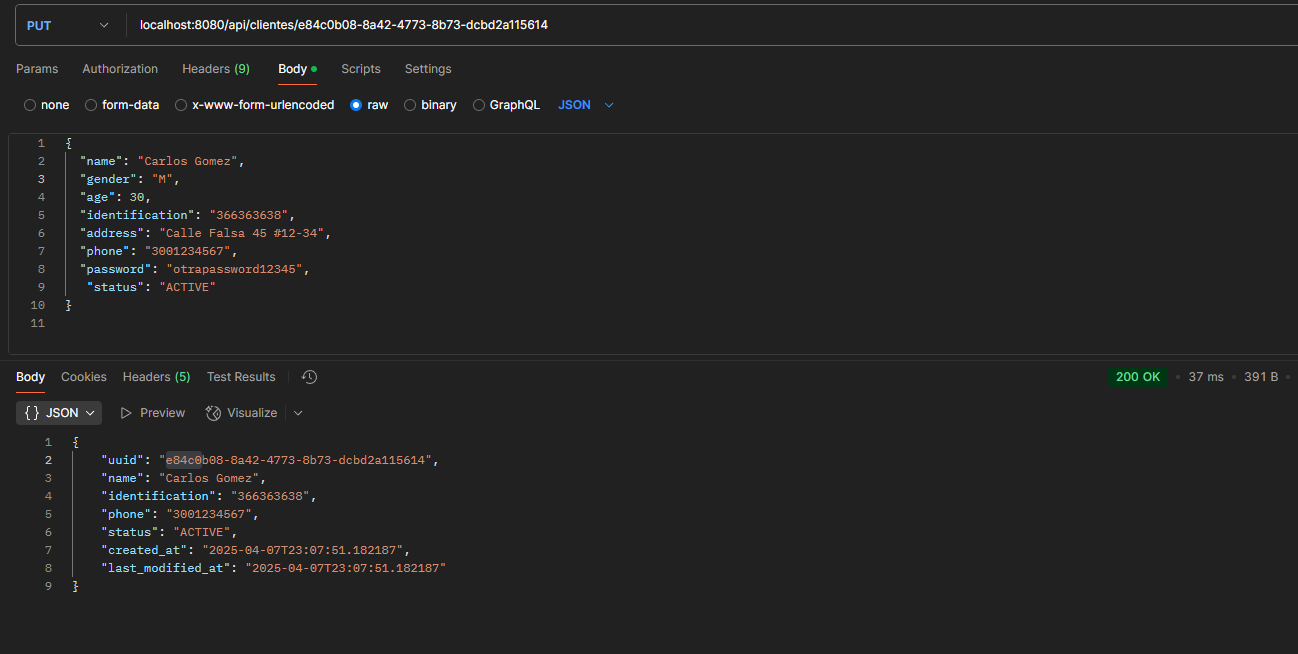 PUT localhost:8080/api/clientes/e84c0b08-8a42-4773-8b73-dcbd2a115614
Params Authorization Headers (9) Body Scripts Settings
none form-data x-www-form-urlencoded raw binary GraphQL JSON
1 {
2 "name": "Carlos Gomez",
3 "gender": "M",
4 "age": 30,
5 "identification": "366363638",
6 "address": "Calle Falsa 45 #12-34",
7 "phone": "3001234567",
8 "password": "otrapassword12345",
9 "status": "ACTIVE"
10 }
11
Body Cookies Headers (5) Test Results 200 OK • 37 ms • 391 B •
{} JSON Preview Visualize
1 {
2 "uuid": "e84c0b08-8a42-4773-8b73-dcbd2a115614",
3 "name": "Carlos Gomez",
4 "identification": "366363638",
5 "phone": "3001234567",
6 "status": "ACTIVE",
7 "created_at": "2025-04-07T23:07:51.182187",
8 "last_modified_at": "2025-04-07T23:07:51.182187"
9 }